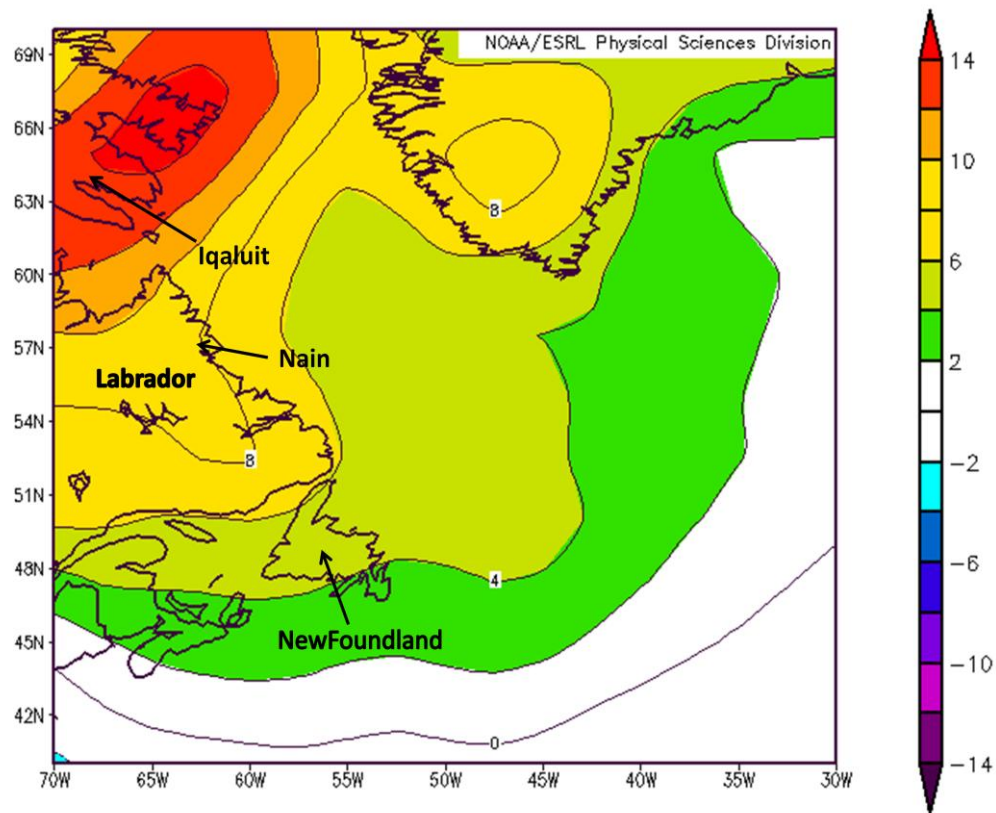 NOAA/ESRL Physical Sciences Division
69N
66N
63N
60N
57N
54N
51N
48N
45N
42N
70W 65W 60W 55W 50W 45W 40W 35W 30W
Iqaluit
Nain
Labrador
NewFoundland
8
8
4
0
14
10
6
2
-2
-6
-10
-14